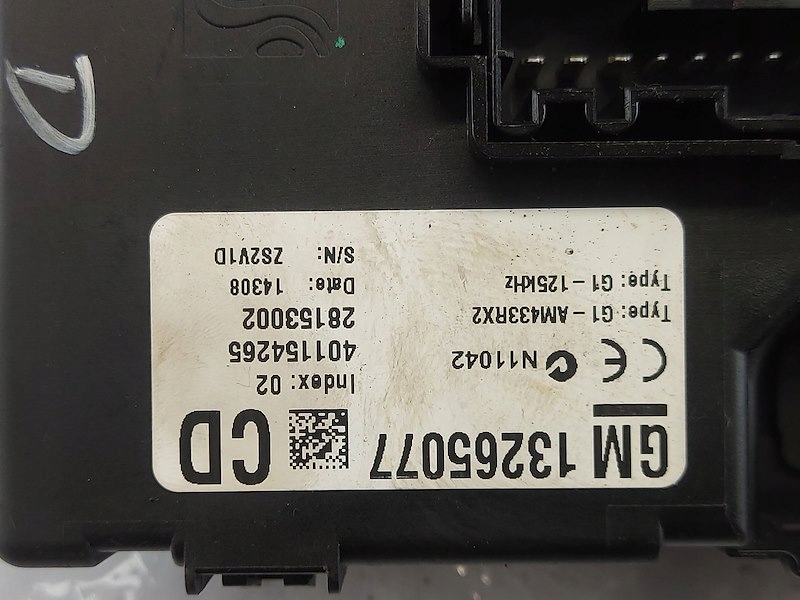 GM 13265077 CD
N11042
Index: 02
401154265
Type: G1-AM433RX2
28153002
Type: G1-125kHz
Date: 14308
S/N: ZS2V1D
D